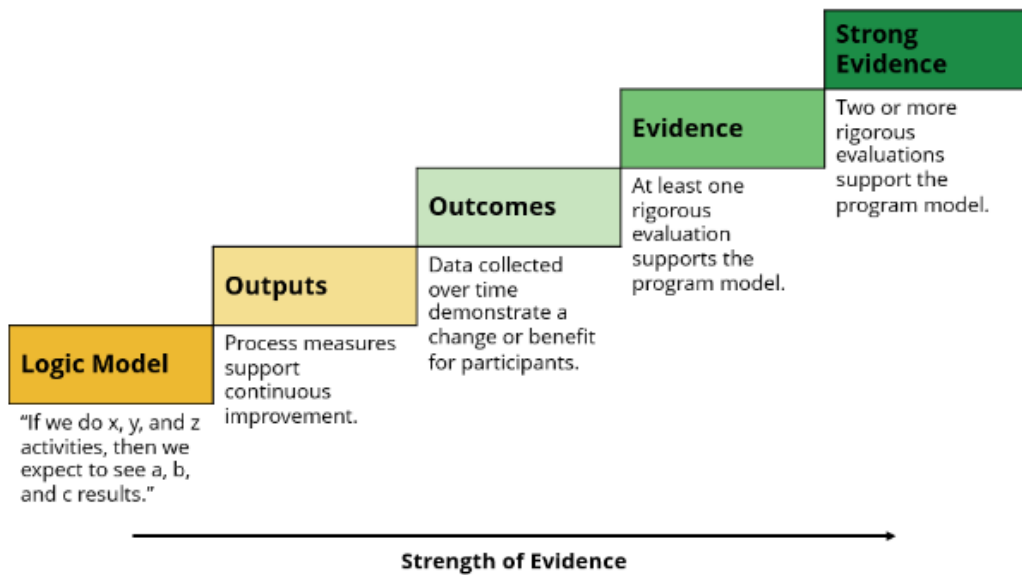 Logic Model
“If we do x, y, and z
activities, then we
expect to see a, b,
and c results.”
Outputs
Process measures
support
continuous
improvement.
Outcomes
Data collected
over time
demonstrate a
change or benefit
for participants.
Evidence
At least one
rigorous
evaluation
supports the
program model.
Strong
Evidence
Two or more
rigorous
evaluations
support the
program model.
Strength of Evidence